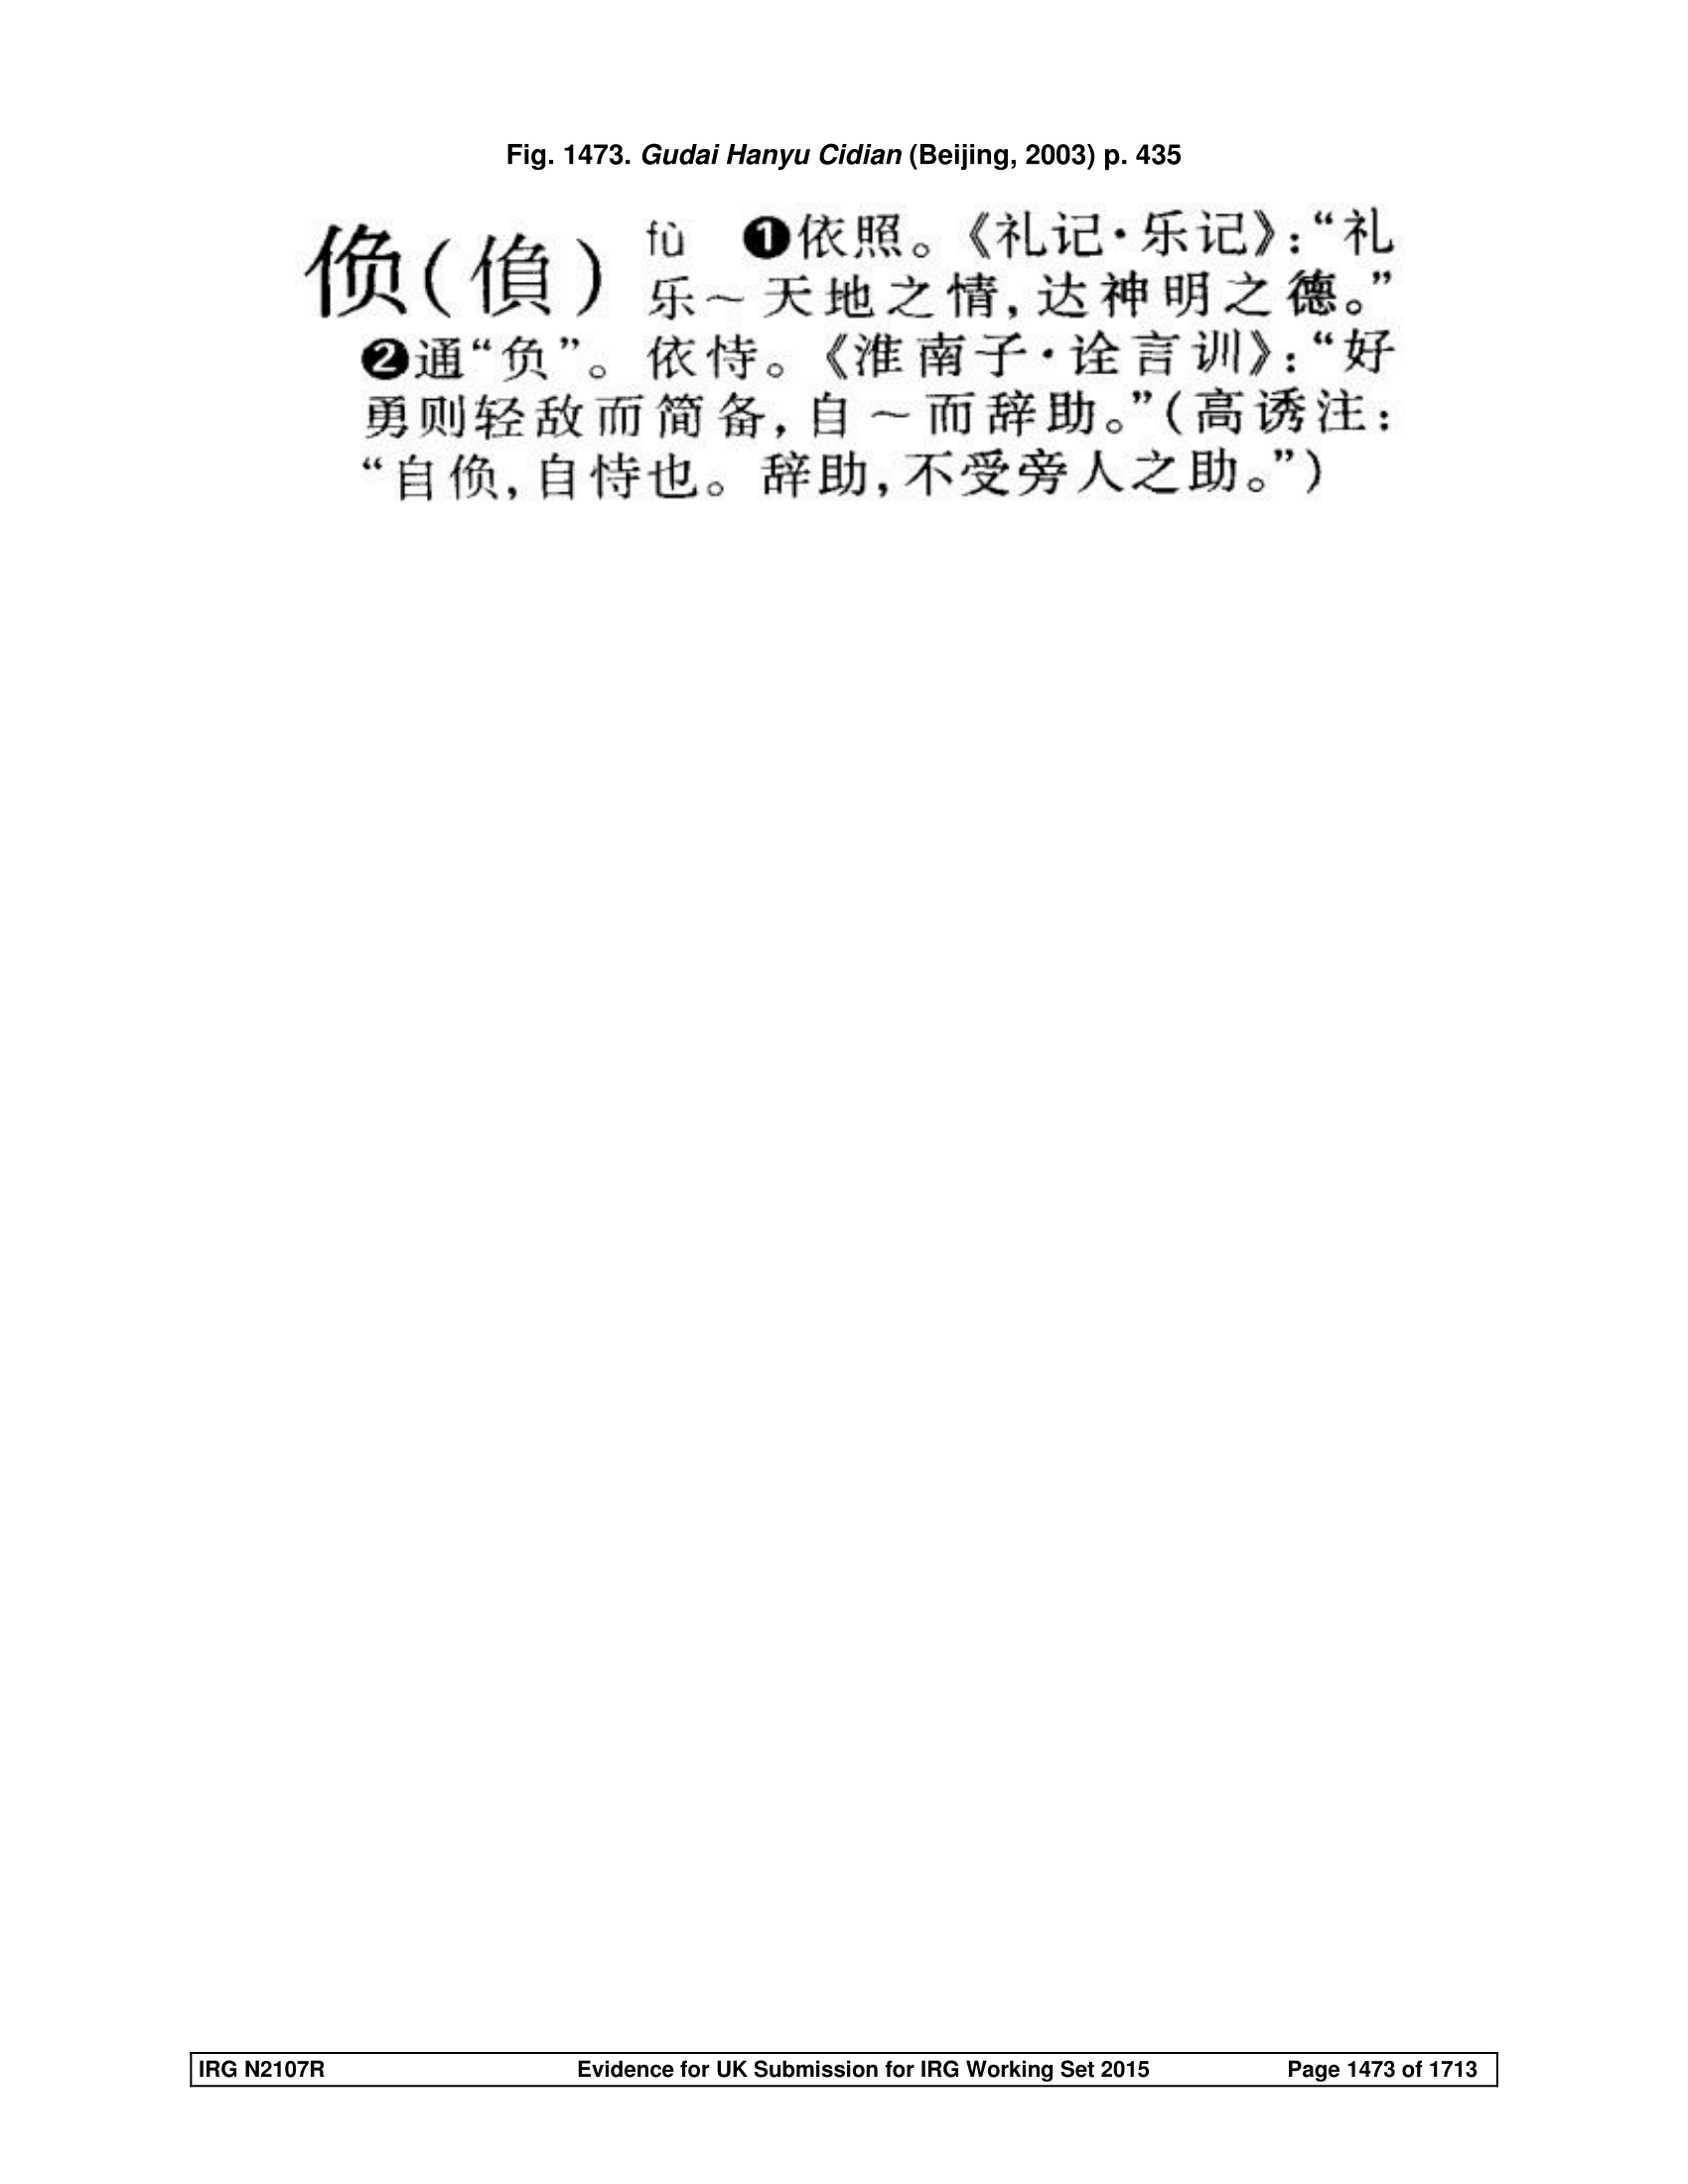 Fig. 1473. Gudai Hanyu Cidian (Beijing, 2003) p. 435
𠉴(偩) fù ❶依照。《礼记·乐记》:“礼
乐～天地之情,达神明之德。”
❷通“负”。依恃。《淮南子·诠言训》:“好
勇则轻敌而简备,自～而辞助。”(高诱注:
“自⿰亻负,自恃也。辞助,不受旁人之助。”)
IRG N2107R Evidence for UK Submission for IRG Working Set 2015 Page 1473 of 1713